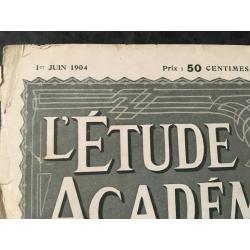 1er JUIN 1904 Prix : 50 CENTIMES
L'ÉTUDE
ACADÉM